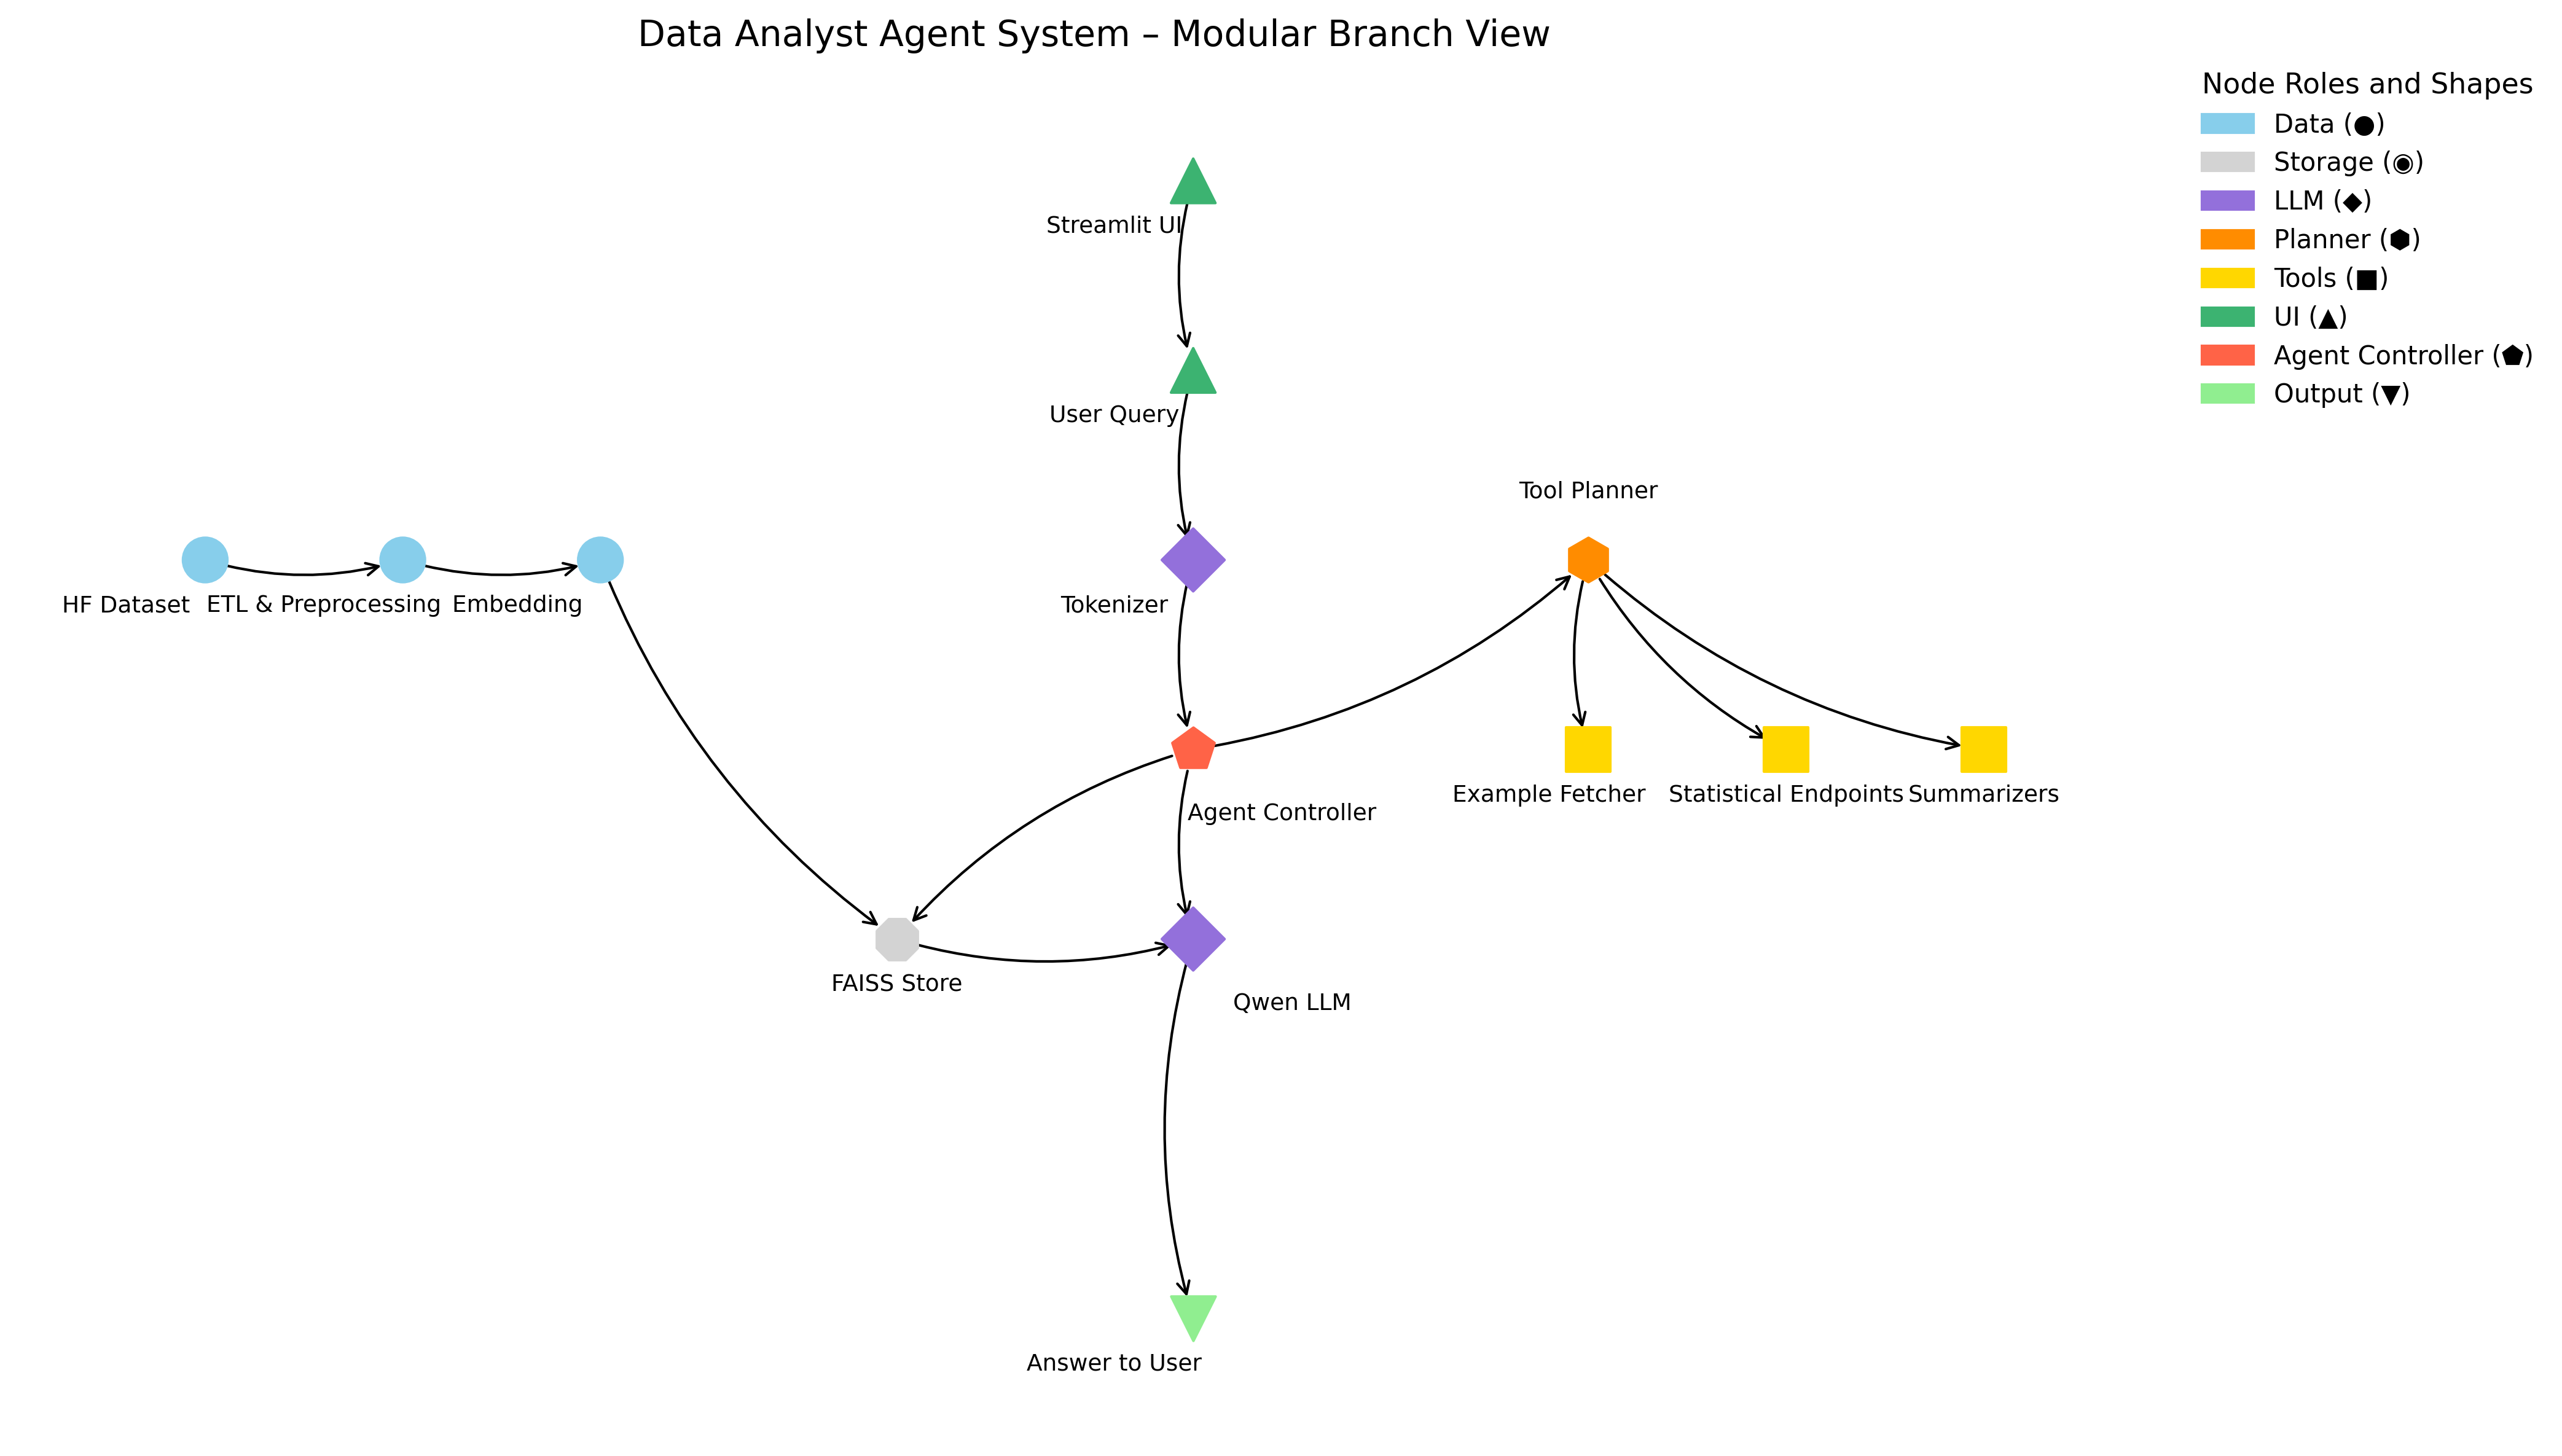 Data Analyst Agent System – Modular Branch View
Node Roles and Shapes
Data (●)
Storage (◉)
LLM (◆)
Planner (⬢)
Tools (■)
UI (▲)
Agent Controller (⬟)
Output (▼)
Streamlit UI
User Query
Tool Planner
HF Dataset
ETL & Preprocessing
Embedding
Tokenizer
Example Fetcher
Statistical Endpoints
Summarizers
Agent Controller
FAISS Store
Qwen LLM
Answer to User